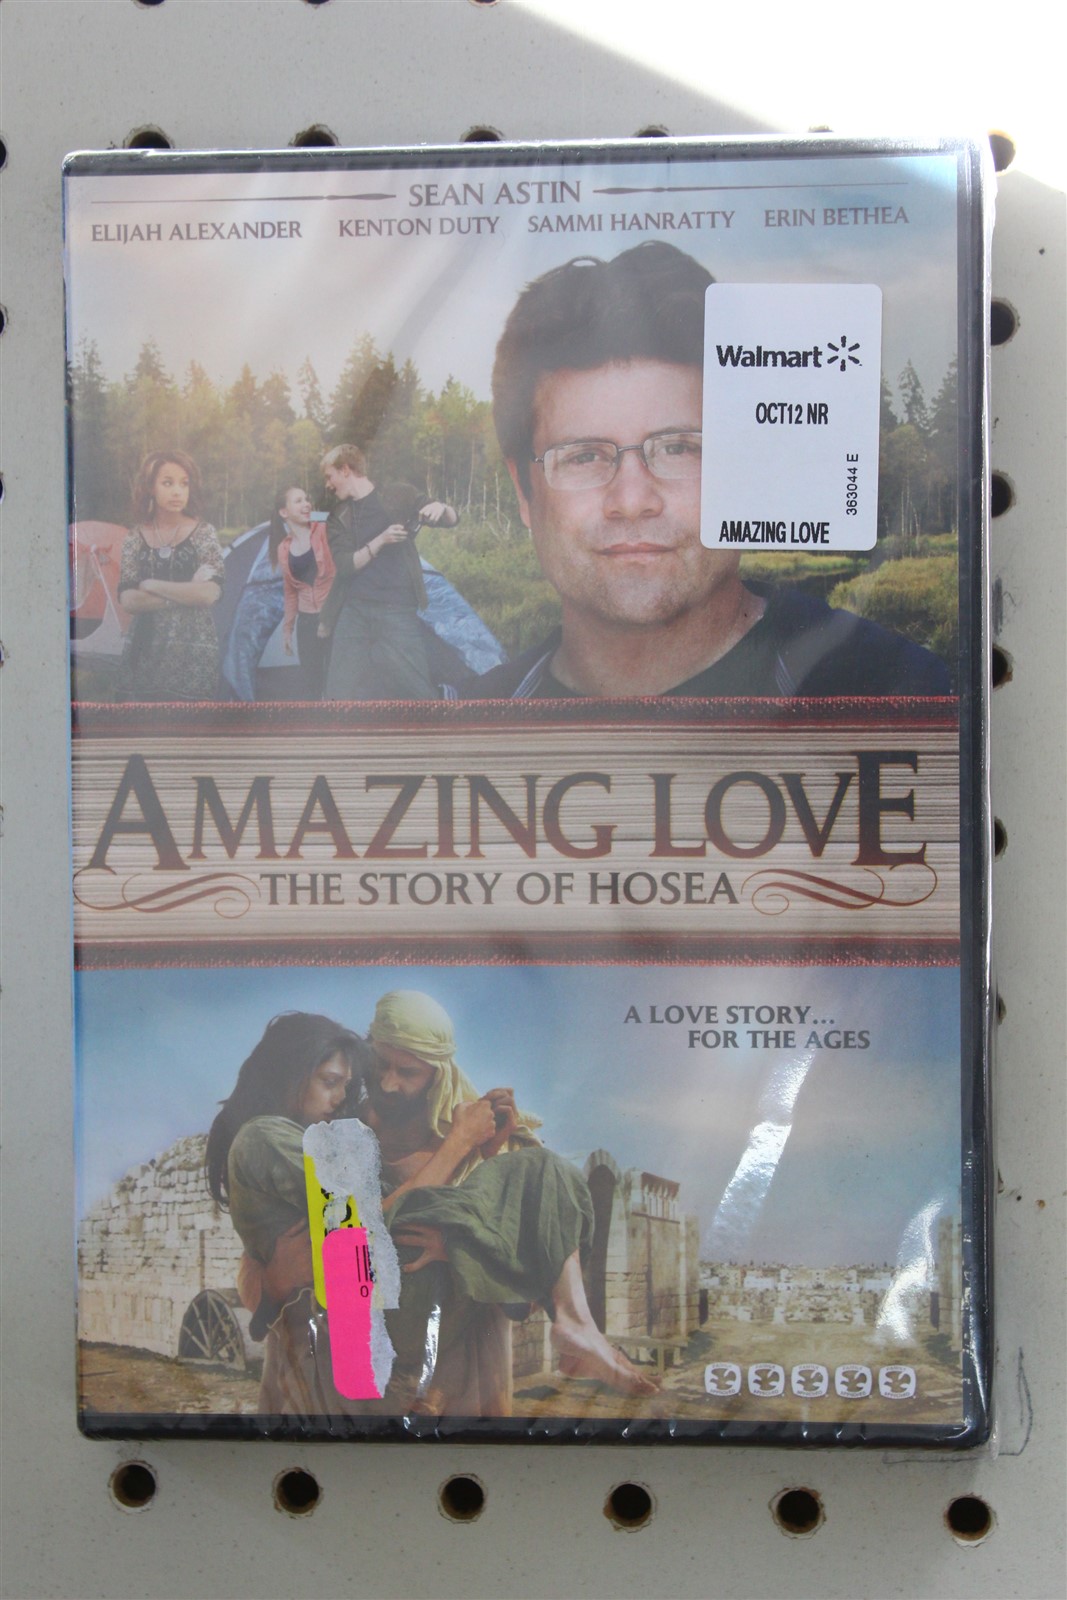 SEAN ASTIN
ELIJAH ALEXANDER KENTON DUTY SAMMI HANRATTY ERIN BETHEA
Walmart
OCT12 NR
363044 E
AMAZING LOVE
AMAZING LOVE
THE STORY OF HOSEA
A LOVE STORY...
FOR THE AGES
0